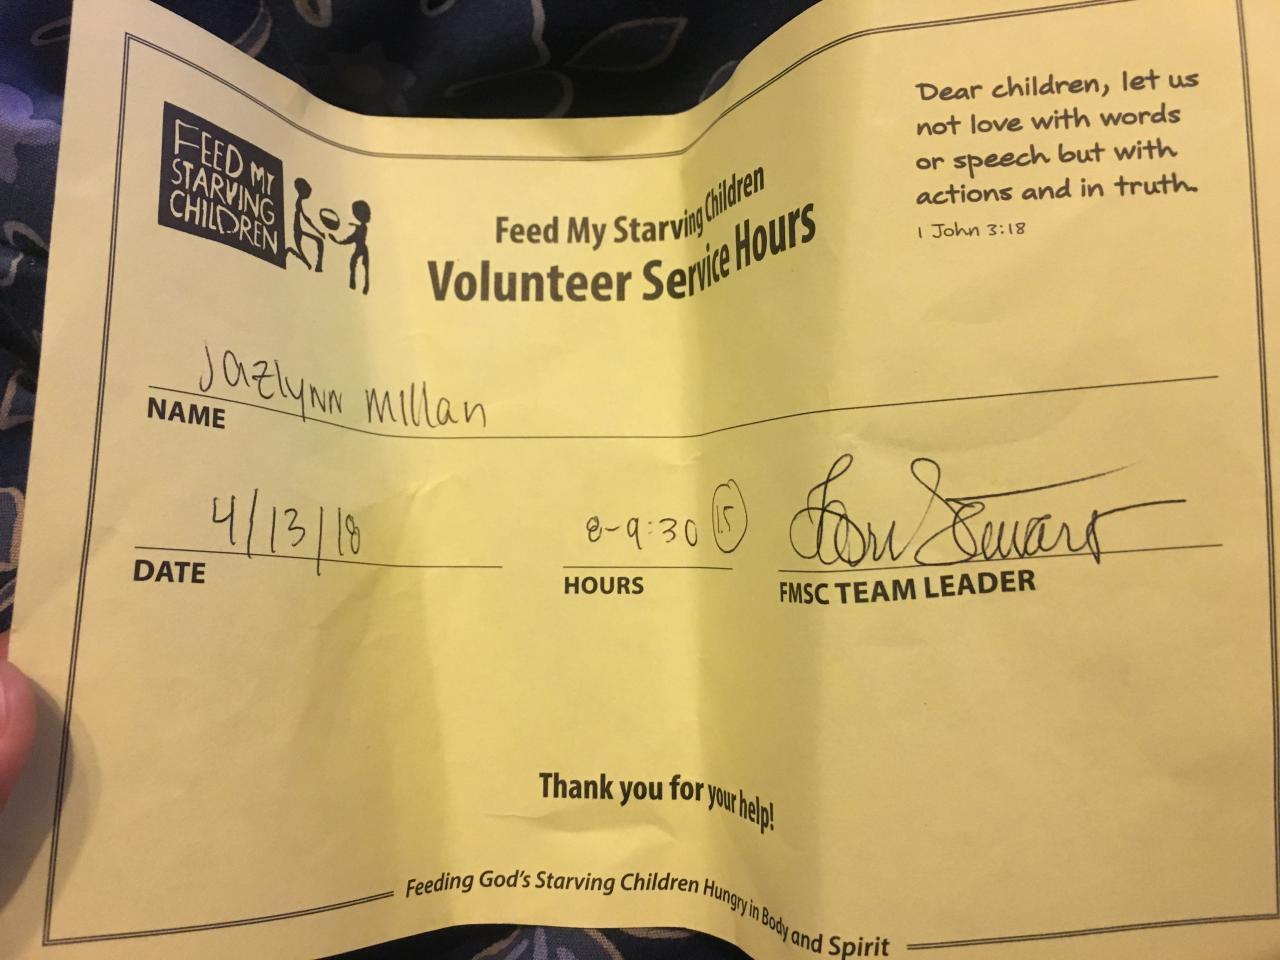 FEED MY
STARVING
CHILDREN
Dear children, let us
not love with words
or speech but with
actions and in truth.
1 John 3:18
Feed My Starving Children
Volunteer Service Hours
Jazlynn Millan
NAME
4/13/18
DATE
8-9:30 1.5
HOURS
Stewart
FMSC TEAM LEADER
Thank you for your help!
Feeding God's Starving Children Hungry in Body and Spirit